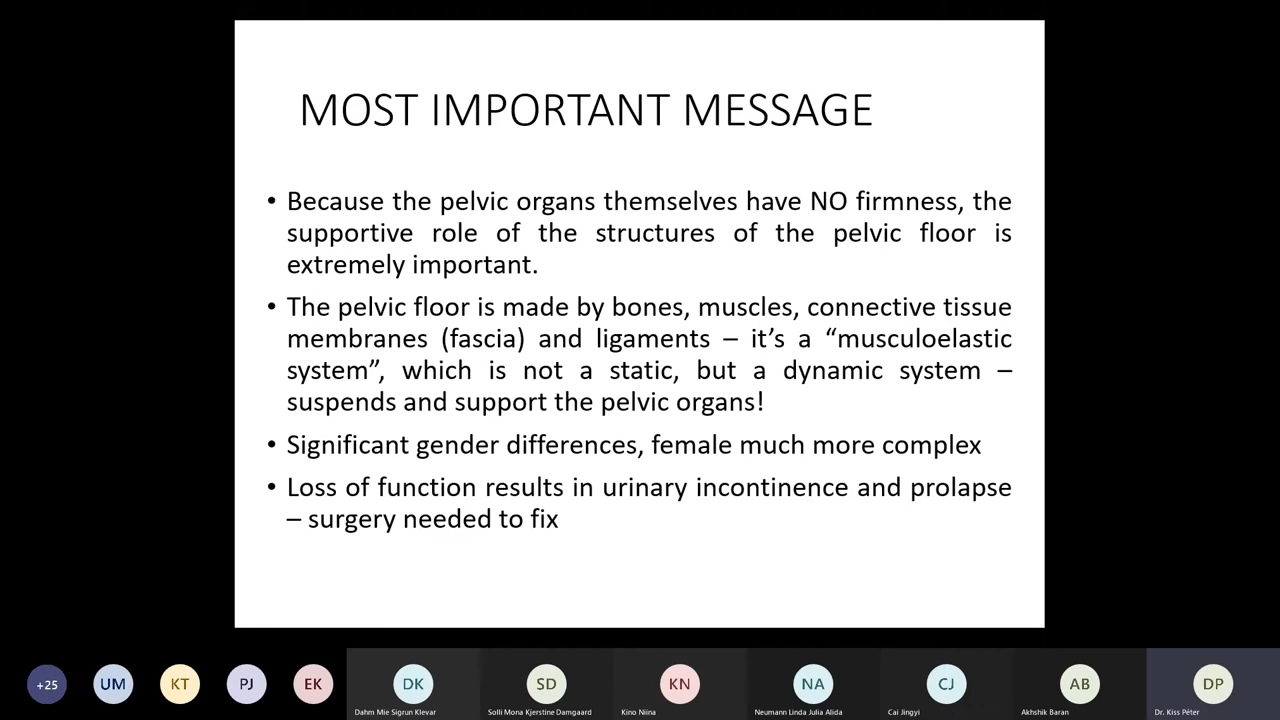 MOST IMPORTANT MESSAGE
• Because the pelvic organs themselves have NO firmness, the
supportive role of the structures of the pelvic floor is
extremely important.
• The pelvic floor is made by bones, muscles, connective tissue
membranes (fascia) and ligaments – it’s a “musculoelastic
system”, which is not a static, but a dynamic system –
suspends and support the pelvic organs!
• Significant gender differences, female much more complex
• Loss of function results in urinary incontinence and prolapse
– surgery needed to fix
+25 UM KT PJ EK DK SD KN NA CJ AB DP
Dahm Mie Sigrun Klevar Solli Mona Kjerstine Damgaard Kino Niina Neumann Linda Julia Alida Cai Jingyi Akhshik Baran Dr. Kiss Péter